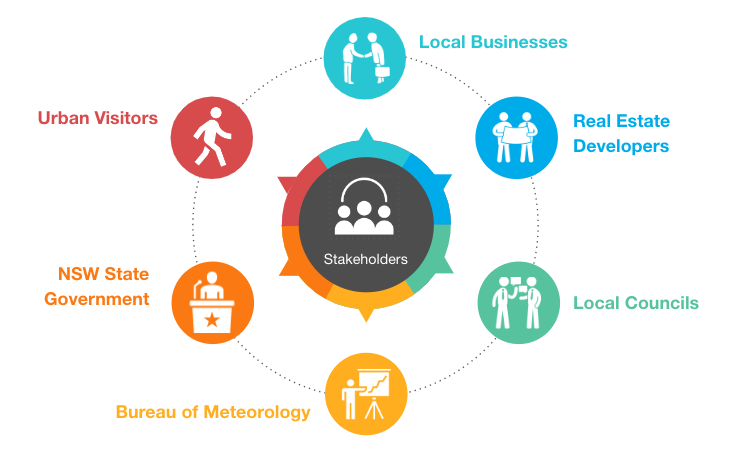 Local Businesses
Urban Visitors
Real Estate
Developers
Stakeholders
NSW State
Government
Local Councils
Bureau of Meteorology